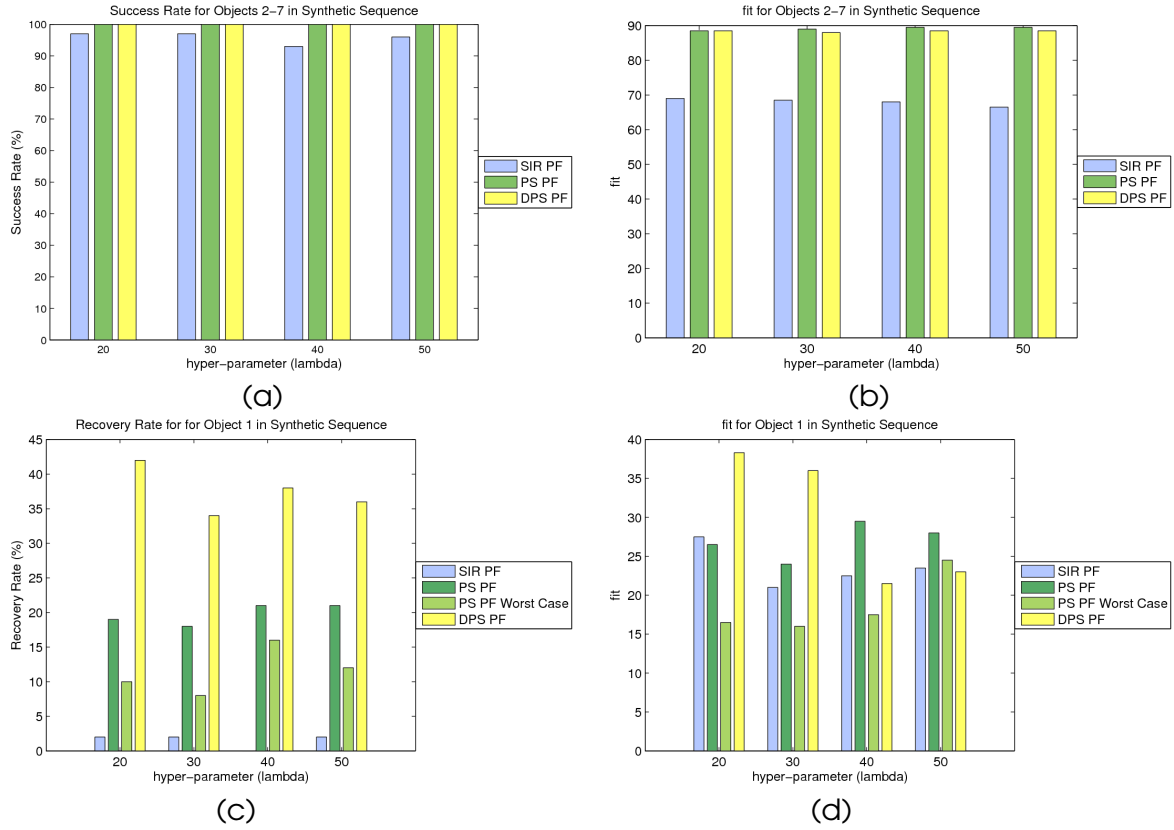 Success Rate for Objects 2−7 in Synthetic Sequence
100
90
80
70
60
50
40
30
20
10
0
Success Rate (%)
20 30 40 50
hyper−parameter (lambda)
SIR PF
PS PF
DPS PF
(a)
fit for Objects 2−7 in Synthetic Sequence
90
80
70
60
50
40
30
20
10
0
fit
20 30 40 50
hyper−parameter (lambda)
SIR PF
PS PF
DPS PF
(b)
Recovery Rate for for Object 1 in Synthetic Sequence
45
40
35
30
25
20
15
10
5
0
Recovery Rate (%)
20 30 40 50
hyper−parameter (lambda)
SIR PF
PS PF
PS PF Worst Case
DPS PF
(c)
fit for Object 1 in Synthetic Sequence
40
35
30
25
20
15
10
5
0
fit
20 30 40 50
hyper−parameter (lambda)
SIR PF
PS PF
PS PF Worst Case
DPS PF
(d)